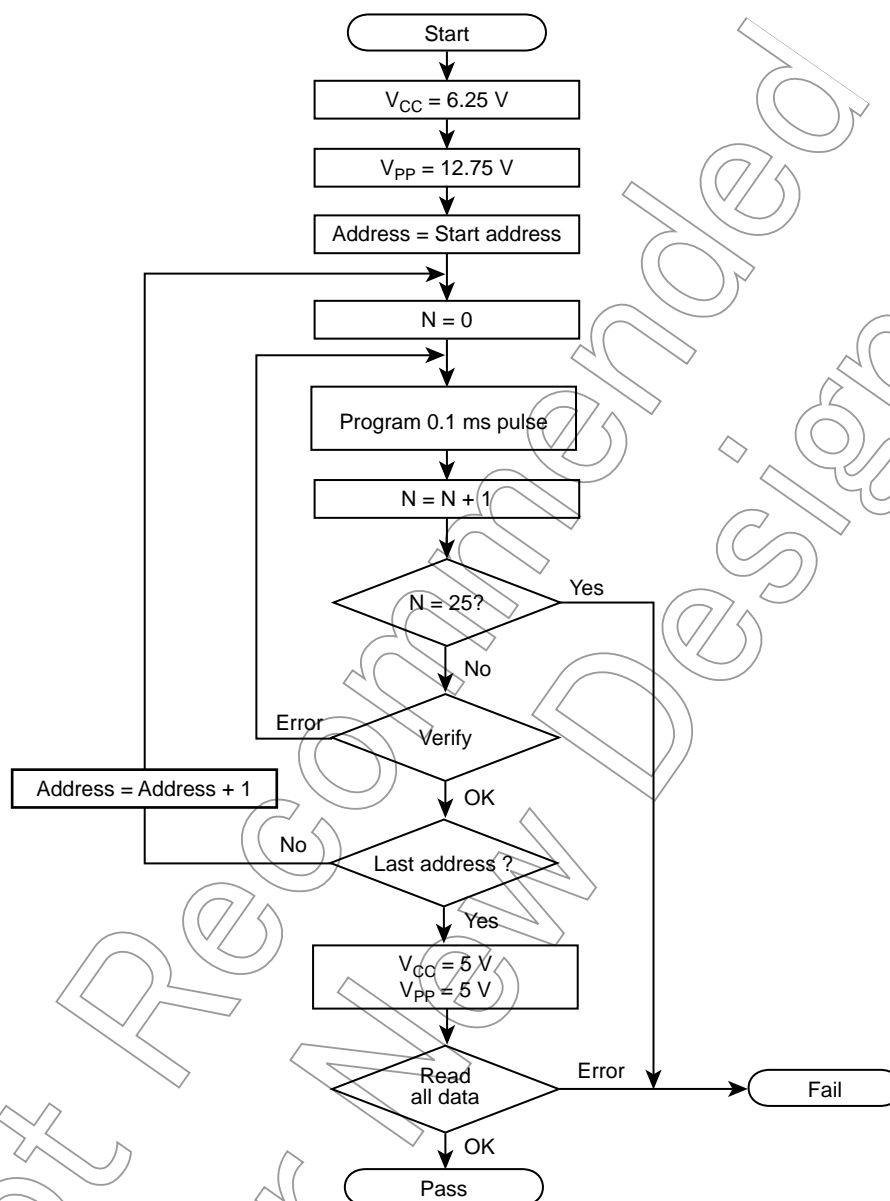 Start
VCC = 6.25 V
VPP = 12.75 V
Address = Start address
N = 0
Program 0.1 ms pulse
N = N + 1
N = 25?
Yes
No
Error
Verify
Address = Address + 1
OK
No
Last address ?
Yes
VCC = 5 V
VPP = 5 V
Read
all data
Error
Fail
OK
Pass
Recommended
New Design